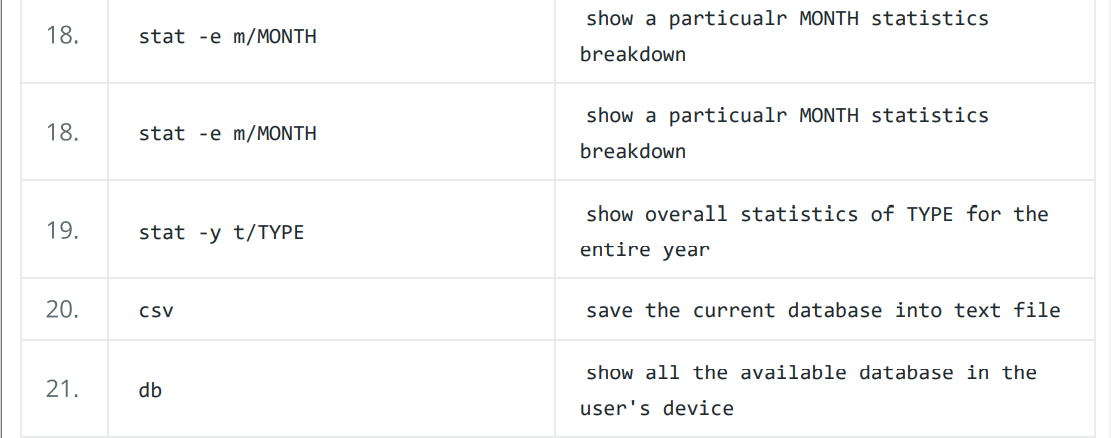 18. stat -e m/MONTH show a particualr MONTH statistics
breakdown
18. stat -e m/MONTH show a particualr MONTH statistics
breakdown
19. stat -y t/TYPE show overall statistics of TYPE for the
entire year
20. csv save the current database into text file
21. db show all the available database in the
user's device